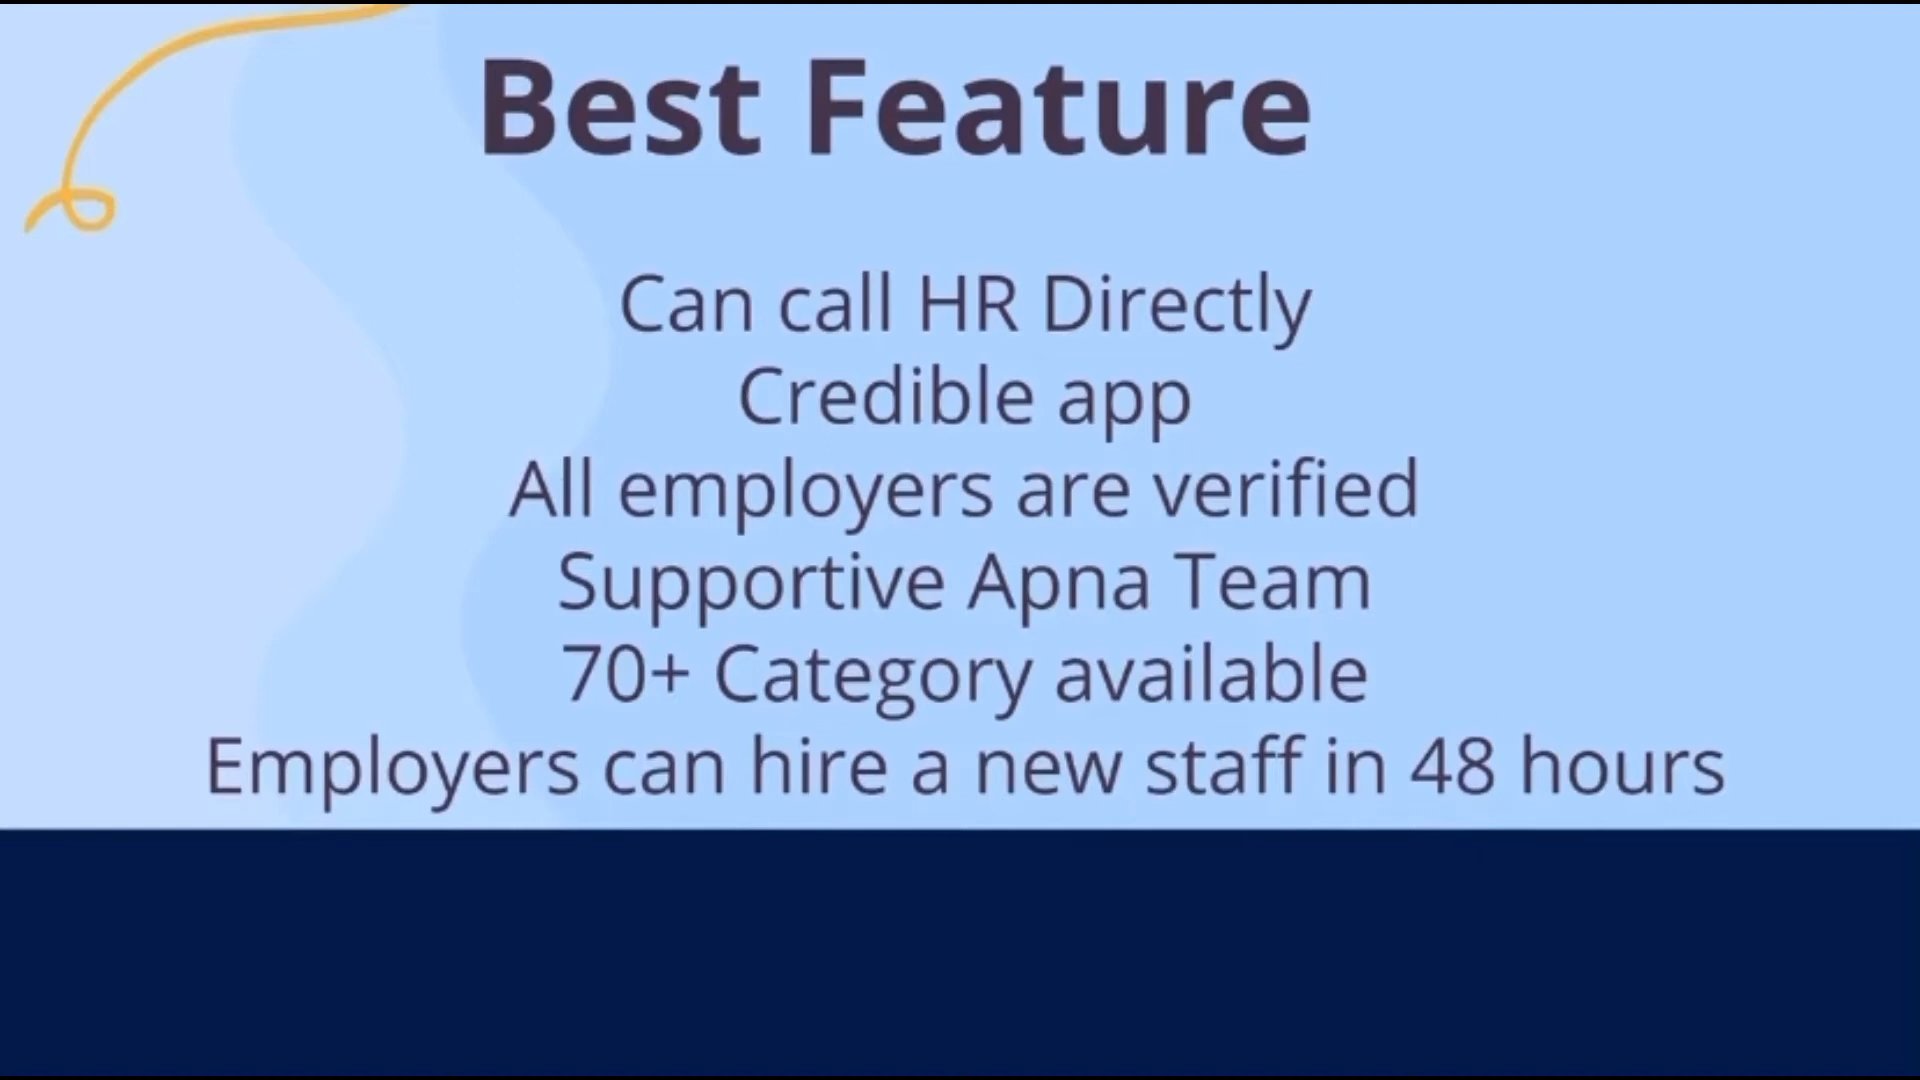 Best Feature
Can call HR Directly
Credible app
All employers are verified
Supportive Apna Team
70+ Category available
Employers can hire a new staff in 48 hours